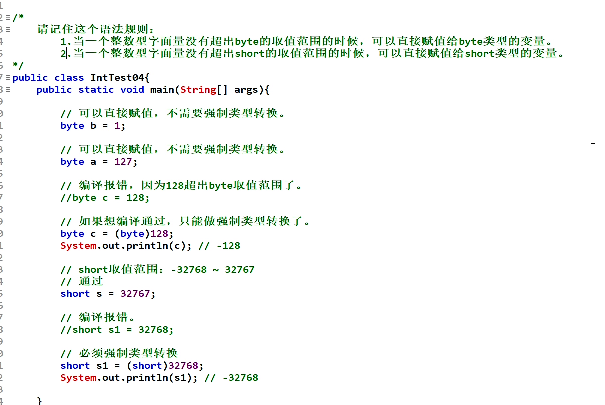 /*
请记住这个语法规则：
1.当一个整数型字面量没有超出byte的取值范围的时候，可以直接赋值给byte类型的变量。
2.当一个整数型字面量没有超出short的取值范围的时候，可以直接赋值给short类型的变量。
*/
public class IntTest04{
public static void main(String[] args){
// 可以直接赋值，不需要强制类型转换。
byte b = 1;
// 可以直接赋值，不需要强制类型转换。
byte a = 127;
// 编译报错，因为128超出byte取值范围了。
//byte c = 128;
// 如果想编译通过，只能做强制类型转换了。
byte c = (byte)128;
System.out.println(c); // -128
// short取值范围：-32768 ~ 32767
// 通过
short s = 32767;
// 编译报错。
//short s1 = 32768;
// 必须强制类型转换
short s1 = (short)32768;
System.out.println(s1); // -32768
}